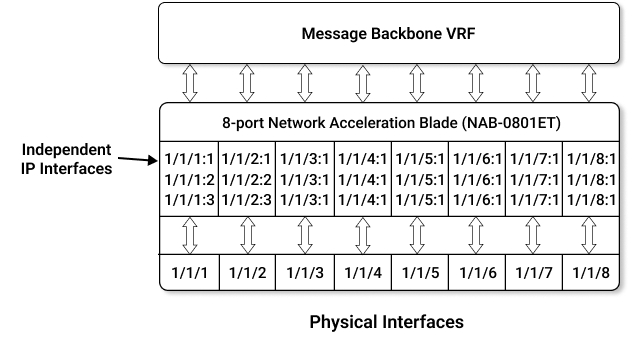 Message Backbone VRF
8-port Network Acceleration Blade (NAB-0801ET)
Independent
IP Interfaces
1/1/1:1 1/1/2:1 1/1/3:1 1/1/4:1 1/1/5:1 1/1/6:1 1/1/7:1 1/1/8:1
1/1/1:2 1/1/2:2 1/1/3:1 1/1/4:1 1/1/5:1 1/1/6:1 1/1/7:1 1/1/8:1
1/1/1:3 1/1/2:3 1/1/3:1 1/1/4:1 1/1/5:1 1/1/6:1 1/1/7:1 1/1/8:1
1/1/1 1/1/2 1/1/3 1/1/4 1/1/5 1/1/6 1/1/7 1/1/8
Physical Interfaces